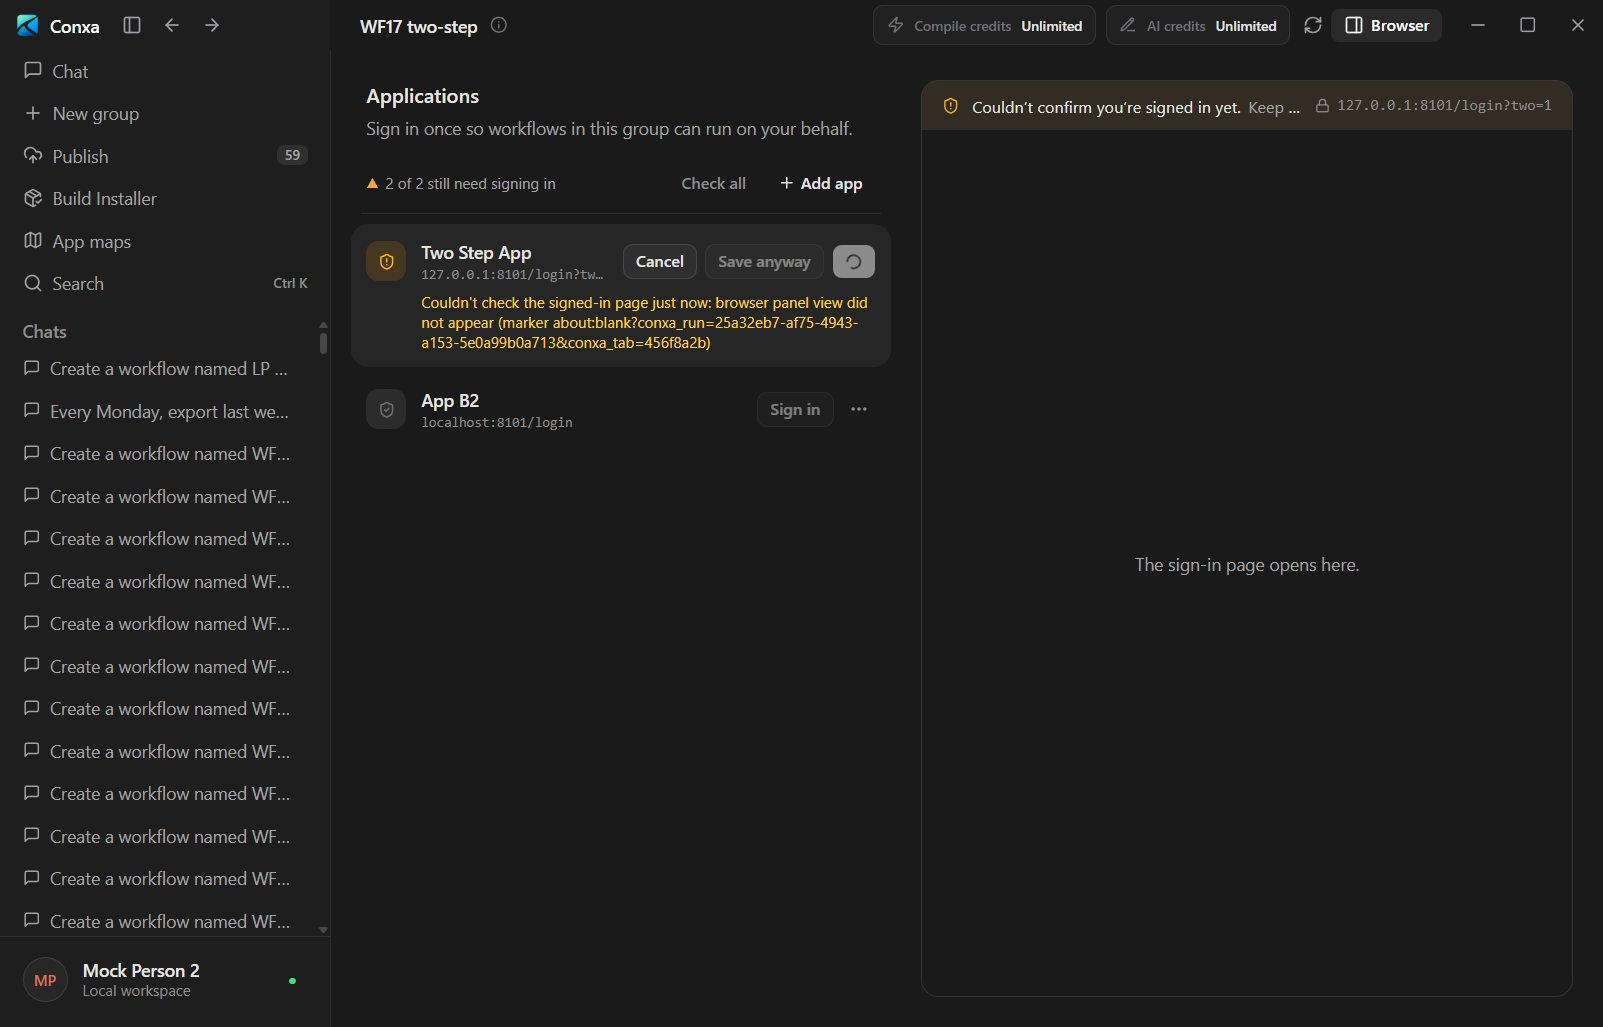 Conxa
WF17 two-step
Compile credits Unlimited
AI credits Unlimited
Browser
Chat
New group
Publish 59
Build Installer
App maps
Search Ctrl K
Chats
Create a workflow named LP ...
Every Monday, export last we...
Create a workflow named WF...
Create a workflow named WF...
Create a workflow named WF...
Create a workflow named WF...
Create a workflow named WF...
Create a workflow named WF...
Create a workflow named WF...
Create a workflow named WF...
Create a workflow named WF...
Create a workflow named WF...
Create a workflow named WF...
Create a workflow named WF...
MP
Mock Person 2
Local workspace
Applications
Sign in once so workflows in this group can run on your behalf.
2 of 2 still need signing in
Check all
Add app
Two Step App
127.0.0.1:8101/login?tw...
Cancel
Save anyway
Couldn't check the signed-in page just now: browser panel view did
not appear (marker about:blank?conxa_run=25a32eb7-af75-4943-
a153-5e0a99b0a713&conxa_tab=456f8a2b)
App B2
localhost:8101/login
Sign in
Couldn’t confirm you’re signed in yet. Keep ...
127.0.0.1:8101/login?two=1
The sign-in page opens here.